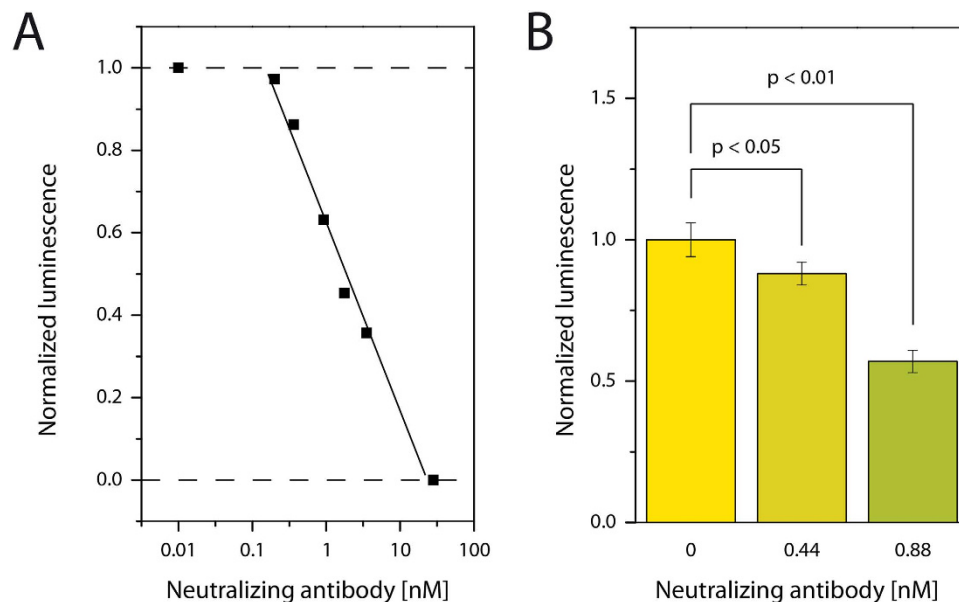 A
Normalized luminescence
1.0
0.8
0.6
0.4
0.2
0.0
0.01 0.1 1 10 100
Neutralizing antibody [nM]
B
Normalized luminescence
1.5
1.0
0.5
0.0
p < 0.01
p < 0.05
0 0.44 0.88
Neutralizing antibody [nM]